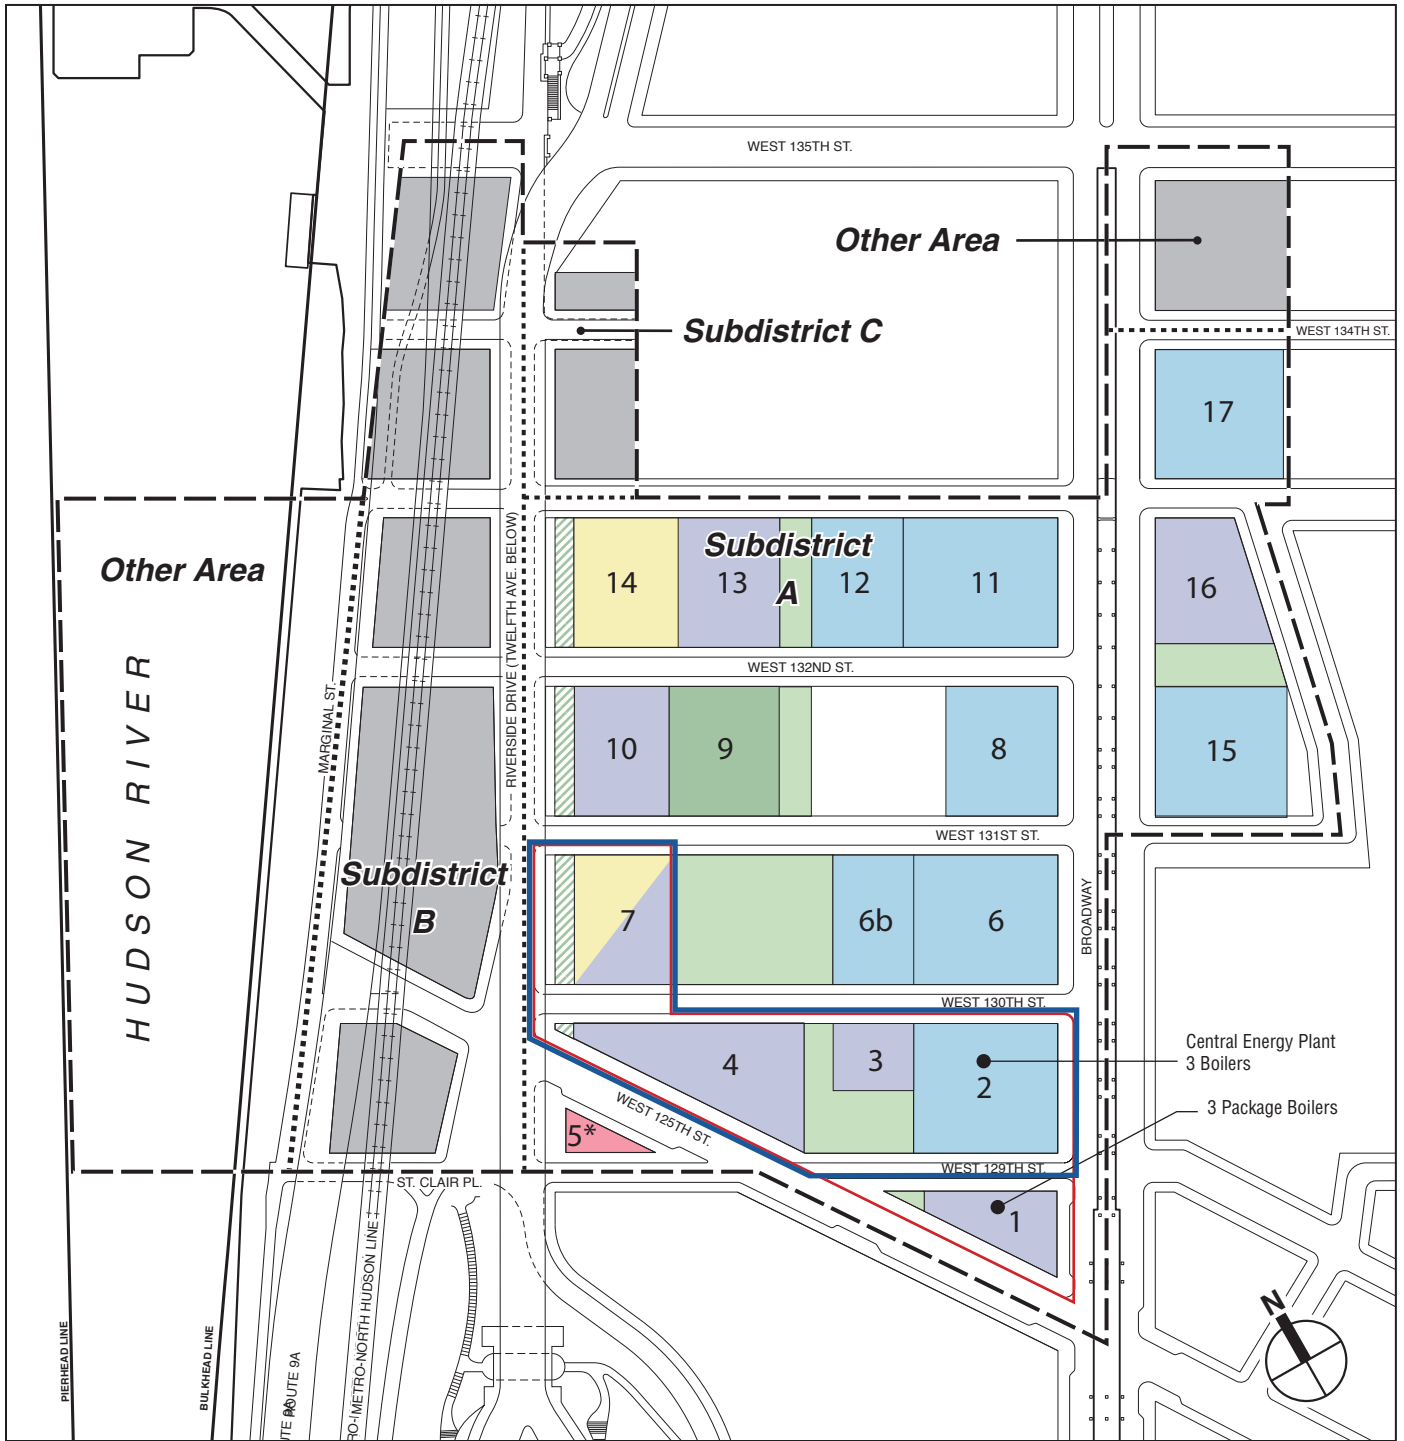 WEST 135TH ST.
Other Area
Subdistrict C
WEST 134TH ST.
17
Other Area
HUDSON RIVER
MARGINAL ST.
RIVERSIDE DRIVE (TWELFTH AVE. BELOW)
14
13
Subdistrict
A
12
11
16
WEST 132ND ST.
10
9
8
15
WEST 131ST ST.
Subdistrict
B
7
6b
6
BROADWAY
WEST 130TH ST.
4
3
2
Central Energy Plant
3 Boilers
3 Package Boilers
WEST 125TH ST.
5*
WEST 129TH ST.
ST. CLAIR PL.
1
N
PIERHEAD LINE
BULKHEAD LINE
ROUTE 9A
UTE 9A
RO-METRO-NORTH HUDSON LINE